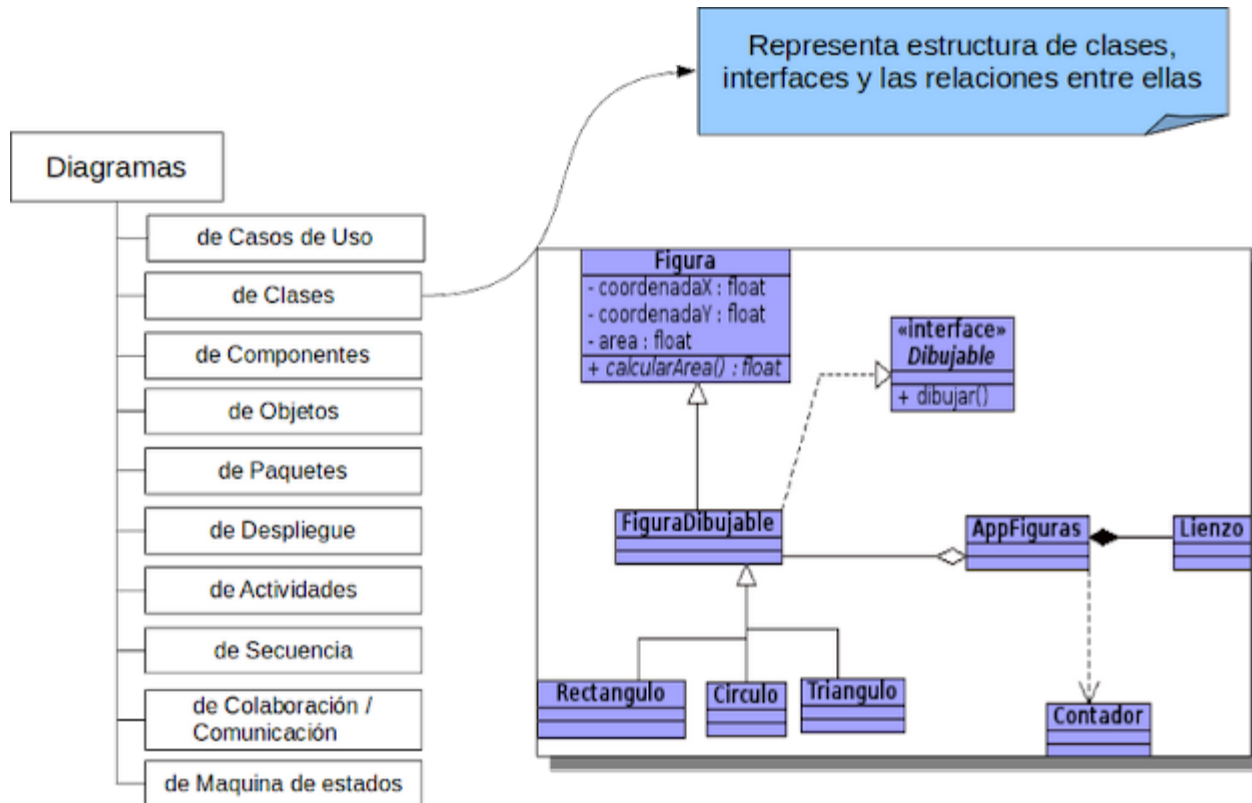 Representa estructura de clases,
interfaces y las relaciones entre ellas
Diagramas
de Casos de Uso
de Clases
de Componentes
de Objetos
de Paquetes
de Despliegue
de Actividades
de Secuencia
de Colaboración /
Comunicación
de Maquina de estados
Figura
- coordenadaX : float
- coordenadaY : float
- area : float
+ calcularArea() : float
«interface»
Dibujable
+ dibujar()
FiguraDibujable
AppFiguras
Lienzo
Rectangulo
Circulo
Triangulo
Contador